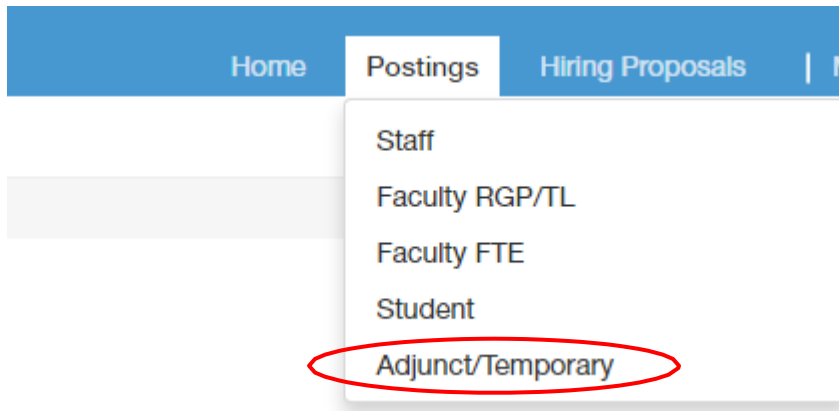 Home Postings Hiring Proposals |
Staff
Faculty RGP/TL
Faculty FTE
Student
Adjunct/Temporary